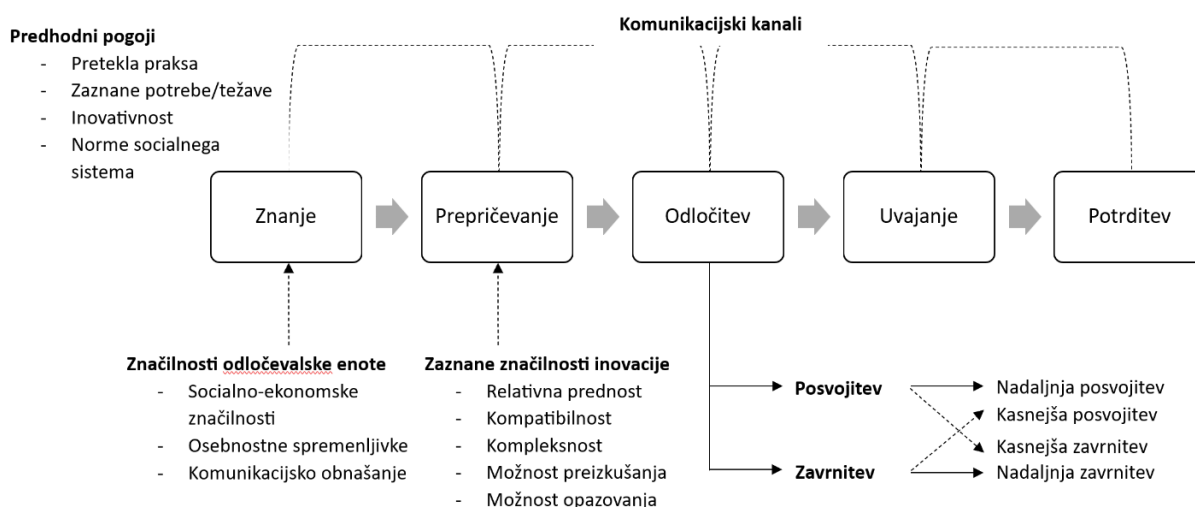 Komunikacijski kanali
Predhodni pogoji
- Pretekla praksa
- Zaznane potrebe/težave
- Inovativnost
- Norme socialnega
sistema
Znanje
Prepričevanje
Odločitev
Uvajanje
Potrditev
Značilnosti odločevalske enote
- Socialno-ekonomske
značilnosti
- Osebnostne spremenljivke
- Komunikacijsko obnašanje
Zaznane značilnosti inovacije
- Relativna prednost
- Kompatibilnost
- Kompleksnost
- Možnost preizkušanja
- Možnost opazovanja
Posvojitev
Zavrnitev
Nadaljnja posvojitev
Kasnejša posvojitev
Kasnejša zavrnitev
Nadaljnja zavrnitev